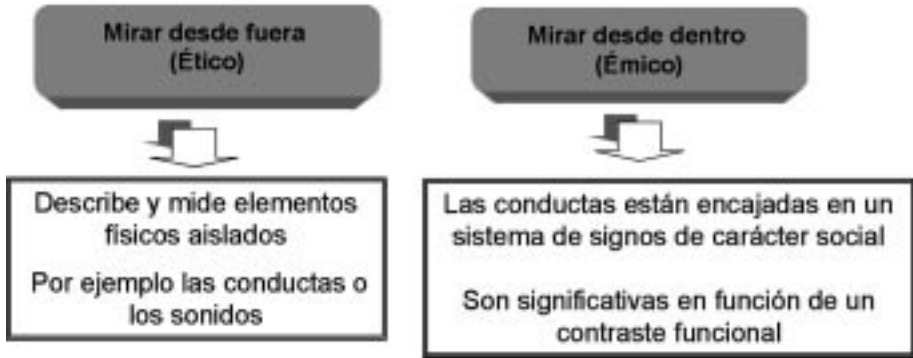 Mirar desde fuera
(Ético)
Describe y mide elementos
físicos aislados
Por ejemplo las conductas o
los sonidos
Mirar desde dentro
(Émico)
Las conductas están encajadas en un
sistema de signos de carácter social
Son significativas en función de un
contraste funcional